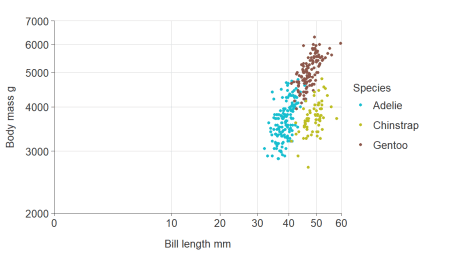 7000
6000
5000
4000
3000
2000
Body mass g
0 10 20 30 40 50 60
Bill length mm
Species
Adelie
Chinstrap
Gentoo